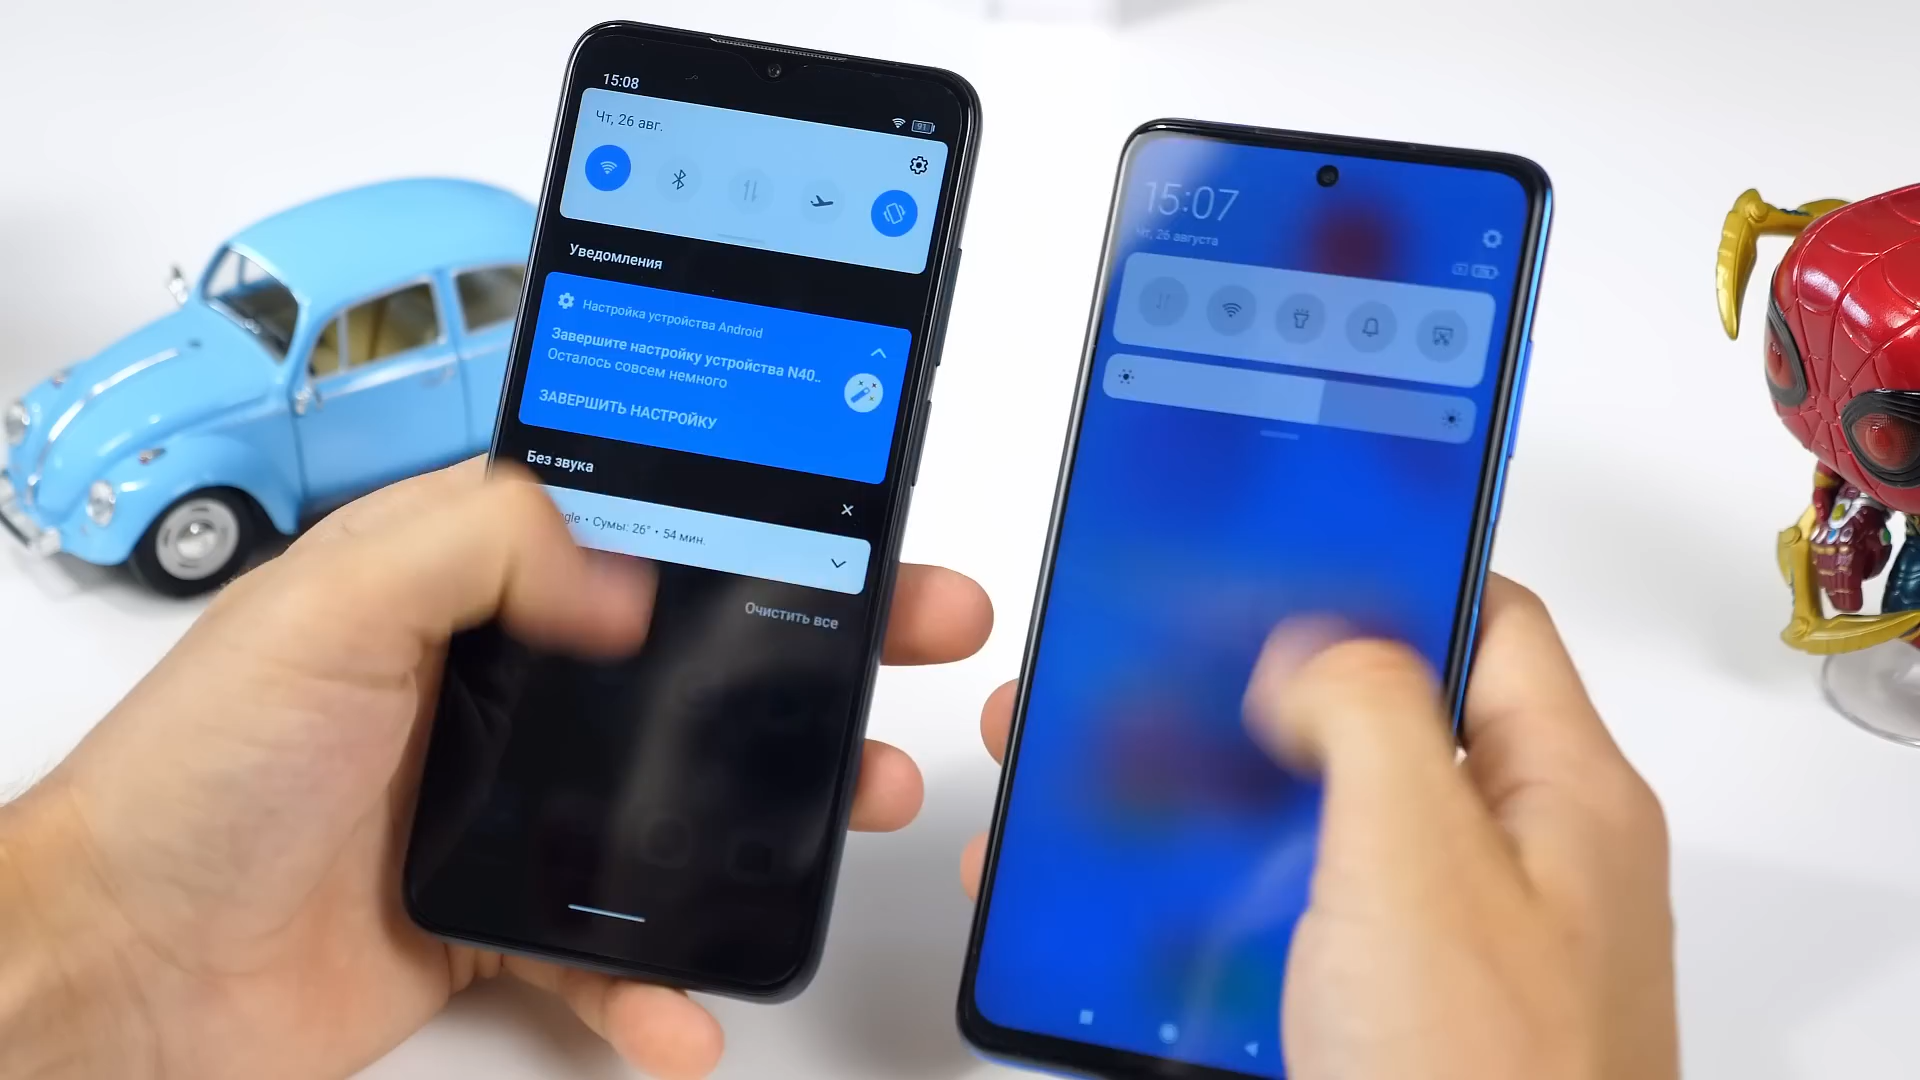 15:08
91
Чт, 26 авг.
Уведомления
Настройка устройства Android
Завершите настройку устройства N40..
Осталось совсем немного
ЗАВЕРШИТЬ НАСТРОЙКУ
Без звука
gle • Сумы: 26° • 54 мин.
Очистить все
15:07
Чт, 26 августа